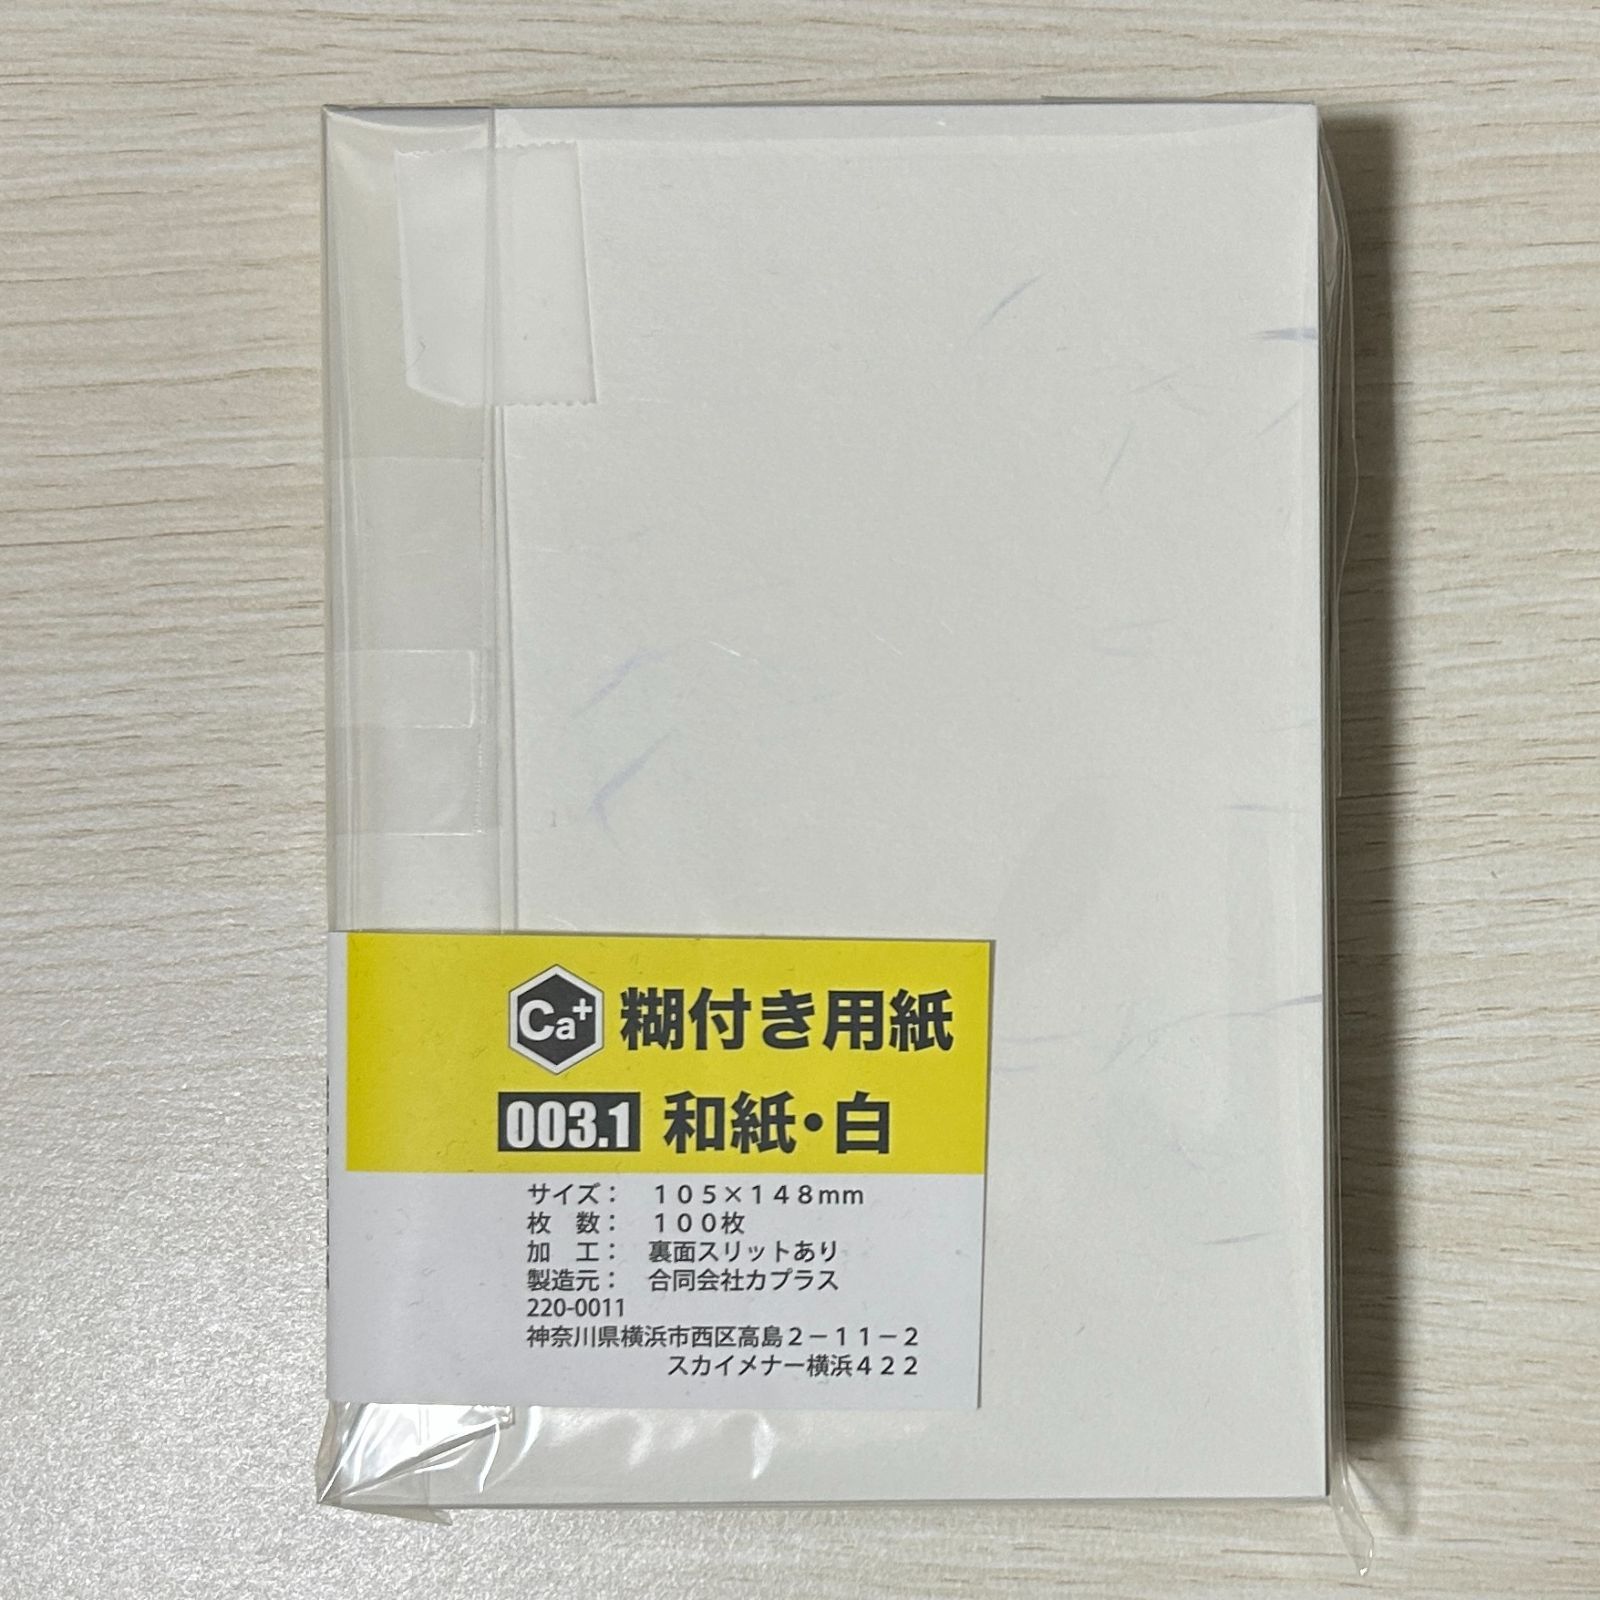 Ca+ 糊付き用紙
003.1 和紙・白
サイズ： １０５×１４８mm
枚　数： １００枚
加　工： 裏面スリットあり
製造元： 合同会社カプラス
220-0011
神奈川県横浜市西区高島２－１１－２
スカイメナー横浜４２２